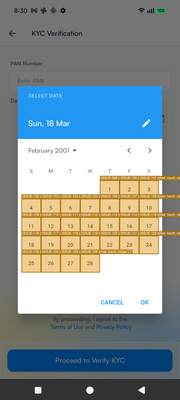 8:30
100
KYC Verification
PAN Number
Enter PAN
SELECT DATE
Sun, 18 Mar
February 2001
S M T W T F S
1 2 3
4 5 6 7 8 9 10
11 12 13 14 15 16 17
18 19 20 21 22 23 24
25 26 27 28
CANCEL OK
By proceeding, I agree to the
Terms of Use and Privacy Policy
Proceed to Verify KYC